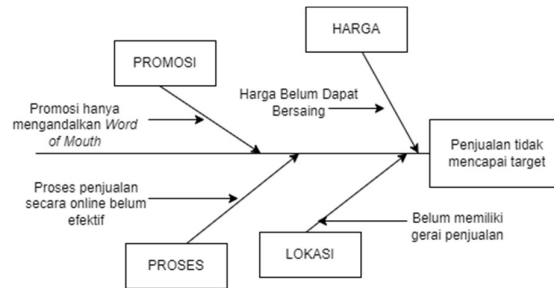 HARGA
PROMOSI
Harga Belum Dapat
Bersaing
Promosi hanya
mengandalkan Word
of Mouth
Penjualan tidak
mencapai target
Proses penjualan
secara online belum
efektif
Belum memiliki
gerai penjualan
PROSES
LOKASI